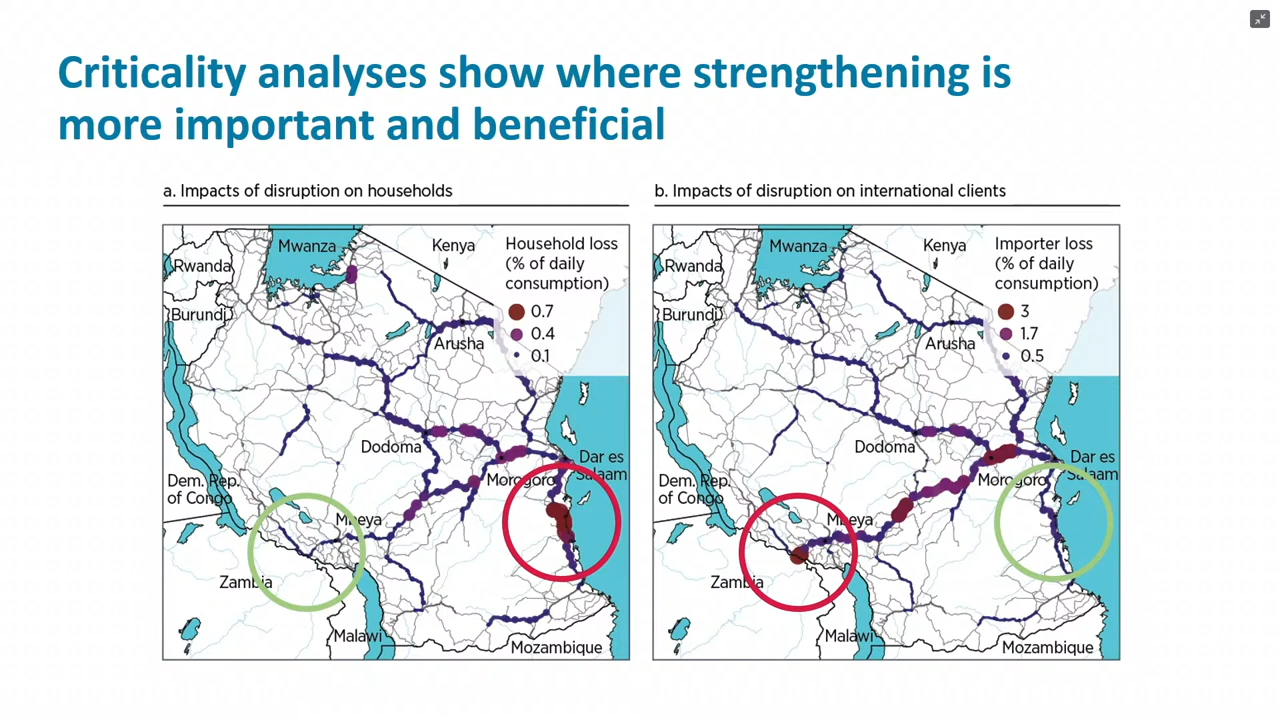 Criticality analyses show where strengthening is
more important and beneficial
a. Impacts of disruption on households
Mwanza
Kenya
Rwanda
Burundi
Household loss
(% of daily
consumption)
0.7
0.4
0.1
Arusha
Dodoma
Dar es
Salaam
Morogoro
Dem. Rep.
of Congo
Mbeya
Zambia
Malawi
Mozambique
b. Impacts of disruption on international clients
Mwanza
Kenya
Rwanda
Burundi
Importer loss
(% of daily
consumption)
3
1.7
0.5
Arusha
Dodoma
Dar es
Salaam
Morogoro
Dem. Rep.
of Congo
Mbeya
Zambia
Malawi
Mozambique